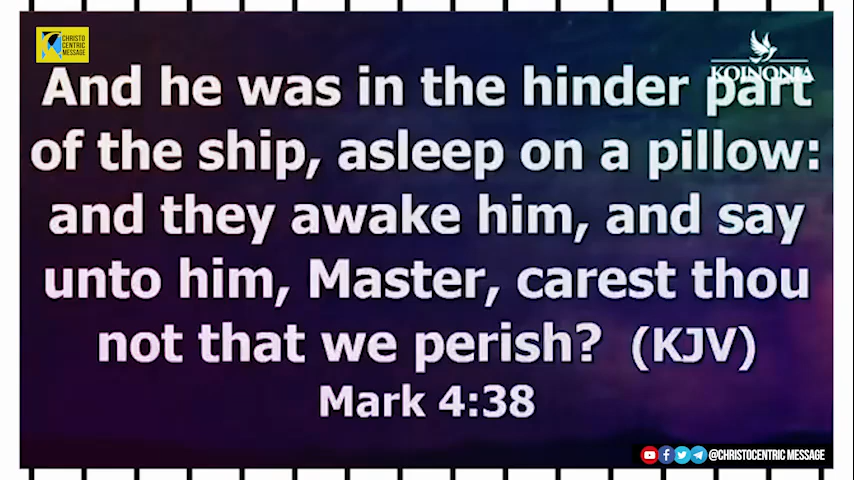 CHRISTO
CENTRIC
MESSAGE
KOINONIA
And he was in the hinder part
of the ship, asleep on a pillow:
and they awake him, and say
unto him, Master, carest thou
not that we perish? (KJV)
Mark 4:38
@CHRISTOCENTRIC MESSAGE